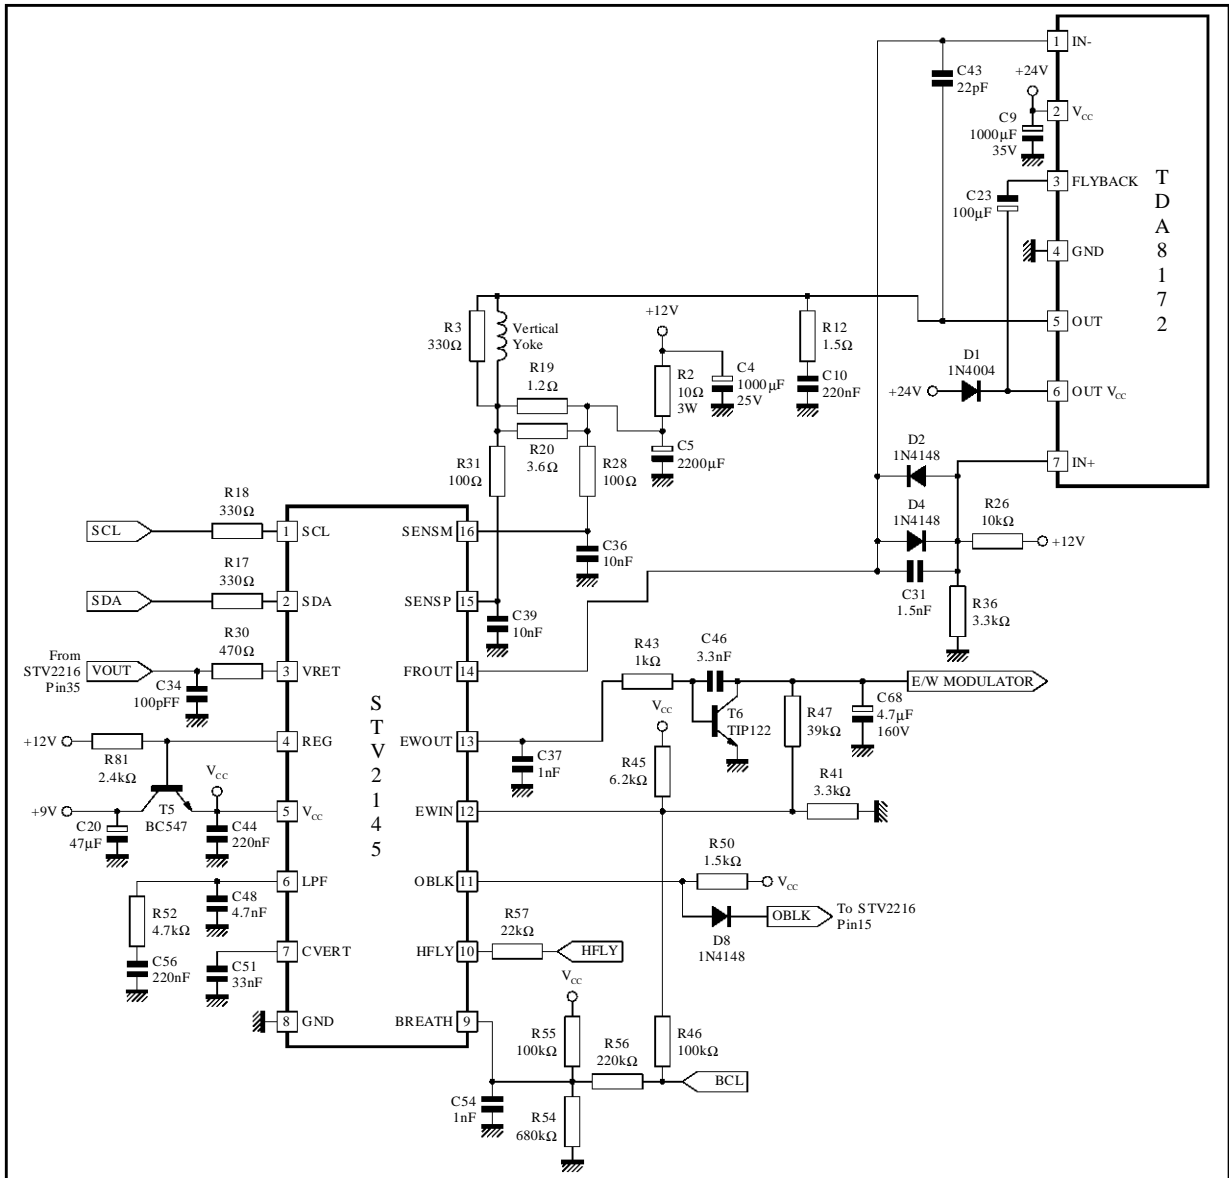 1 IN-
C43
22pF
+24V
2 VCC
C9
1000µF
35V
3 FLYBACK
C23
100µF
TDA8172
4 GND
+12V
R3
330Ω
Vertical
Yoke
R12
1.5Ω
5 OUT
R19
1.2Ω
R2
10Ω
3W
C4
1000µF
25V
C10
220nF
D1
1N4004
+24V
6 OUT VCC
R20
3.6Ω
C5
2200µF
D2
1N4148
R31
100Ω
R28
100Ω
7 IN+
R18
330Ω
SCL
1 SCL
SENSM 16
C36
10nF
D4
1N4148
R26
10kΩ
+12V
R17
330Ω
SDA
2 SDA
SENSP 15
C39
10nF
C31
1.5nF
R36
3.3kΩ
R30
470Ω
From
STV2216
Pin35
VOUT
3 VRET
FROUT 14
C34
100pFF
R43
1kΩ
C46
3.3nF
E/W MODULATOR
STV2145
VCC
T6
TIP122
R47
39kΩ
C68
4.7µF
160V
+12V
R81
2.4kΩ
4 REG
EWOUT 13
C37
1nF
R45
6.2kΩ
R41
3.3kΩ
VCC
+9V
T5
BC547
5 VCC
EWIN 12
C20
47µF
C44
220nF
R50
1.5kΩ
VCC
6 LPF
OBLK 11
R52
4.7kΩ
C48
4.7nF
R57
22kΩ
D8
1N4148
OBLK
To STV2216
Pin15
7 CVERT
HFLY 10
HFLY
C56
220nF
C51
33nF
VCC
8 GND
BREATH 9
R55
100kΩ
R56
220kΩ
R46
100kΩ
BCL
C54
1nF
R54
680kΩ